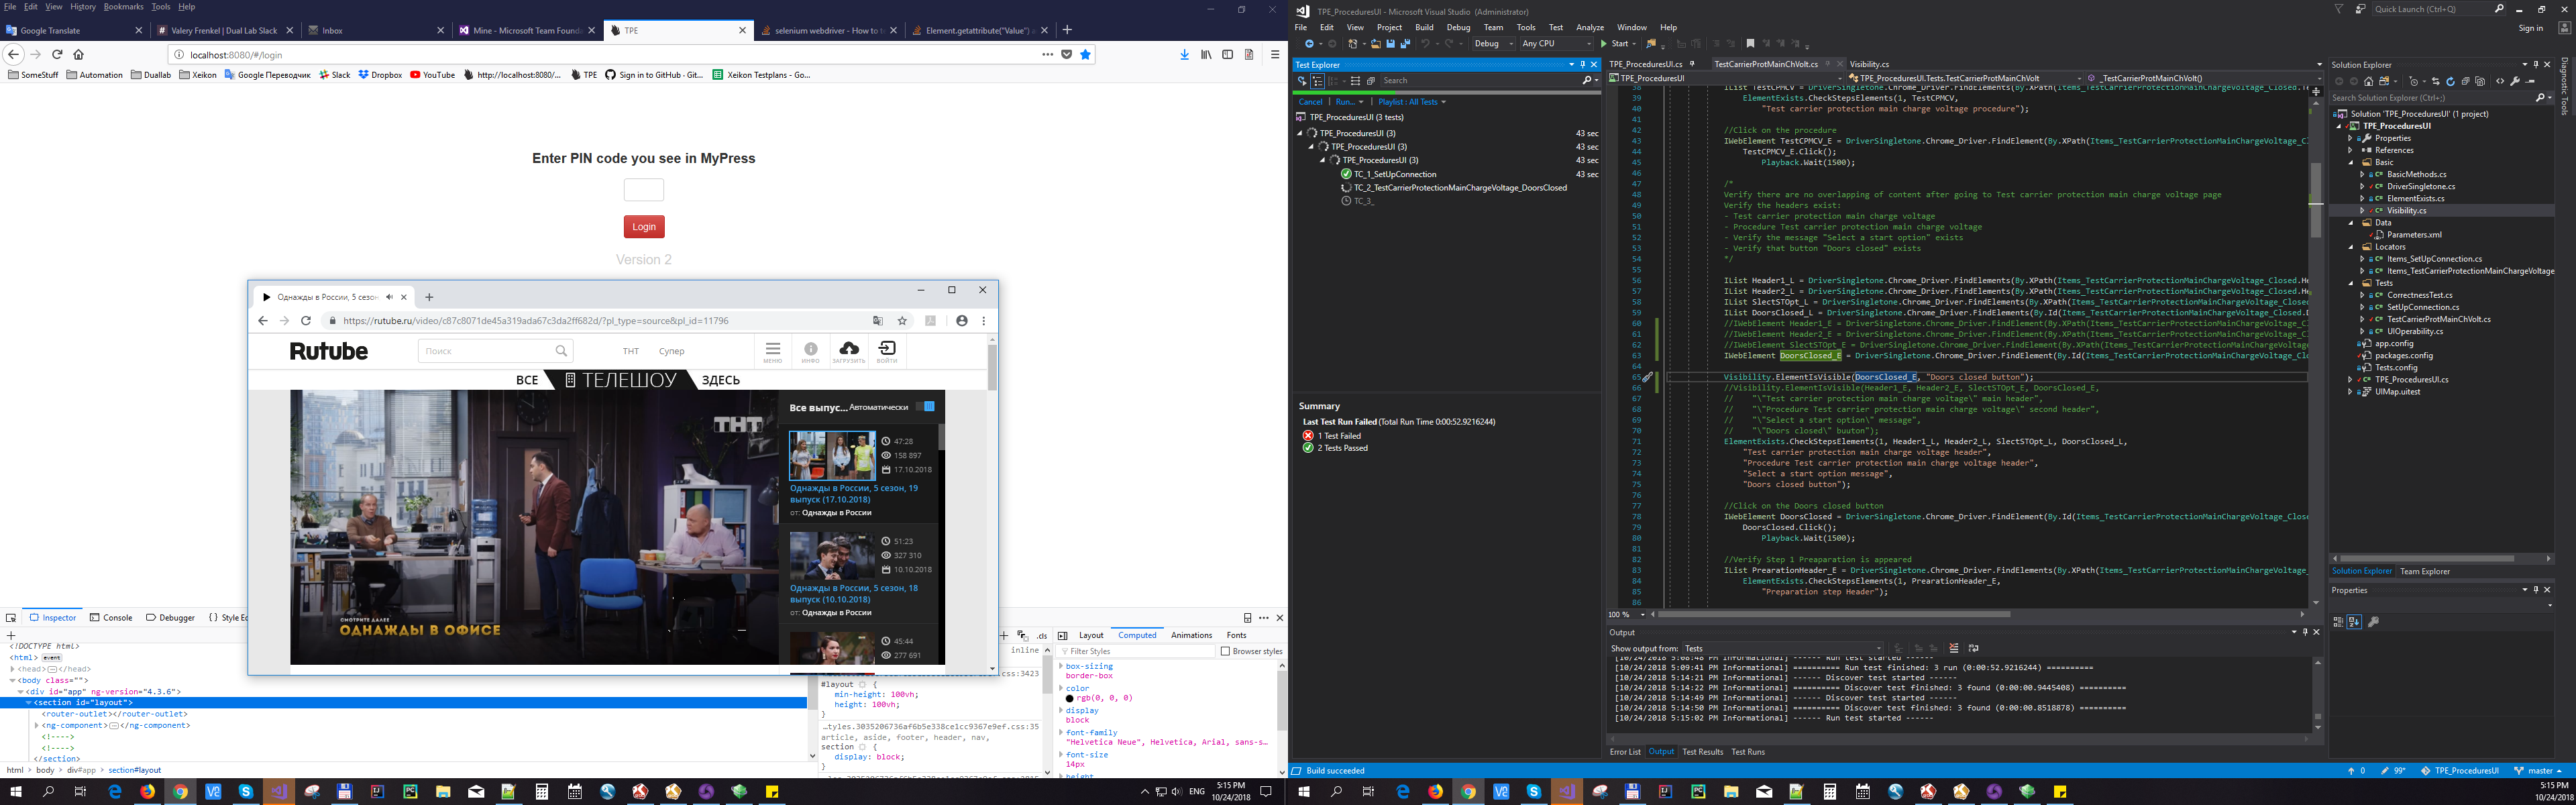 File Edit View History Bookmarks Tools Help
Google Translate
Valery Frenkel | Dual Lab Slack
Inbox
Mine - Microsoft Team Founda
TPE
selenium webdriver - How to t
Element.getattribute("Value") a
localhost:8080/#/login
SomeStuff Automation Duallab Xeikon Google Переводчик Slack Dropbox YouTube http://localhost:8080/... TPE Sign in to GitHub · Git... Xeikon Testplans - Go...
Enter PIN code you see in MyPress
Login
Version 2
Однажды в России, 5 сезон
https://rutube.ru/video/c87c8071de45a319ada67c3da2ff682d/?pl_type=source&pl_id=11796
Rutube
Поиск
ТНТ Супер
МЕНЮ ИНФО ЗАГРУЗИТЬ ВОЙТИ
ВСЕ ТЕЛЕШОУ ЗДЕСЬ
ТНТ
Все выпус... Автоматически
47:28
158 897
17.10.2018
Однажды в России, 5 сезон, 19
выпуск (17.10.2018)
от: Однажды в России
51:23
327 310
10.10.2018
Однажды в России, 5 сезон, 18
выпуск (10.10.2018)
от: Однажды в России
45:44
277 691
СМОТРИТЕ ДАЛЕЕ
ОДНАЖДЫ В ОФИСЕ
Inspector Console Debugger Style Ed
<!DOCTYPE html>
<html> event
<head></head>
<body class="">
<div id="app" ng-version="4.3.6">
<section id="layout">
<router-outlet></router-outlet>
<ng-component></ng-component>
<!---->
<!---->
</section>
html > body > div#app > section#layout
.cls
inline
#layout {
min-height: 100vh;
height: 100vh;
}
article, aside, footer, header, nav,
section {
display: block;
}
Layout Computed Animations Fonts
Filter Styles Browser styles
box-sizing
border-box
color
rgb(0, 0, 0)
display
block
font-family
"Helvetica Neue", Helvetica, Arial, sans-s...
font-size
14px
height
ENG
5:15 PM
10/24/2018
TPE_ProceduresUI - Microsoft Visual Studio (Administrator)
Quick Launch (Ctrl+Q)
File Edit View Project Build Debug Team Tools Test Analyze Window Help
Sign in
Debug Any CPU Start
Test Explorer
Search
Cancel Run... Playlist : All Tests
TPE_ProceduresUI (3 tests)
TPE_ProceduresUI (3) 43 sec
TPE_ProceduresUI (3) 43 sec
TPE_ProceduresUI (3) 43 sec
TC_1_SetUpConnection 43 sec
TC_2_TestCarrierProtectionMainChargeVoltage_DoorsClosed
TC_3_
Summary
Last Test Run Failed (Total Run Time 0:00:52.9216244)
1 Test Failed
2 Tests Passed
TPE_ProceduresUI.cs TestCarrierProtMainChVolt.cs Visibility.cs
TPE_ProceduresUI TPE_ProceduresUI.Tests.TestCarrierProtMainChVolt _TestCarrierProtMainChVolt()
38 IList TestCPMCV = DriverSingletone.Chrome_Driver.FindElements(By.XPath(Items_TestCarrierProtectionMainChargeVoltage_Closed.Te
39 ElementExists.CheckStepsElements(1, TestCPMCV,
40 "Test carrier protection main charge voltage procedure");
41
42 //Click on the procedure
43 IWebElement TestCPMCV_E = DriverSingletone.Chrome_Driver.FindElement(By.XPath(Items_TestCarrierProtectionMainChargeVoltage_Cl
44 TestCPMCV_E.Click();
45 Playback.Wait(1500);
46
47 /*
48 Verify there are no overlapping of content after going to Test carrier protection main charge voltage page
49 Verify the headers exist:
50 - Test carrier protection main charge voltage
51 - Procedure Test carrier protection main charge voltage
52 - Verify the message "Select a start option" exists
53 - Verify that button "Doors closed" exists
54 */
55
56 IList Header1_L = DriverSingletone.Chrome_Driver.FindElements(By.XPath(Items_TestCarrierProtectionMainChargeVoltage_Closed.He
57 IList Header2_L = DriverSingletone.Chrome_Driver.FindElements(By.XPath(Items_TestCarrierProtectionMainChargeVoltage_Closed.He
58 IList SlectSTOpt_L = DriverSingletone.Chrome_Driver.FindElements(By.XPath(Items_TestCarrierProtectionMainChargeVoltage_Closed
59 IList DoorsClosed_L = DriverSingletone.Chrome_Driver.FindElements(By.Id(Items_TestCarrierProtectionMainChargeVoltage_Closed.D
60 //IWebElement Header1_E = DriverSingletone.Chrome_Driver.FindElement(By.XPath(Items_TestCarrierProtectionMainChargeVoltage_Cl
61 //IWebElement Header2_E = DriverSingletone.Chrome_Driver.FindElement(By.XPath(Items_TestCarrierProtectionMainChargeVoltage_Cl
62 //IWebElement SlectSTOpt_E = DriverSingletone.Chrome_Driver.FindElement(By.XPath(Items_TestCarrierProtectionMainChargeVoltage
63 IWebElement DoorsClosed_E = DriverSingletone.Chrome_Driver.FindElement(By.Id(Items_TestCarrierProtectionMainChargeVoltage_Clo
64
65 Visibility.ElementIsVisible(DoorsClosed_E, "Doors closed button");
66 //Visibility.ElementIsVisible(Header1_E, Header2_E, SlectSTOpt_E, DoorsClosed_E,
67 // "\"Test carrier protection main charge voltage\" main header",
68 // "\"Procedure Test carrier protection main charge voltage\" second header",
69 // "\"Select a start option\" message",
70 // "\"Doors closed\" buuton");
71 ElementExists.CheckStepsElements(1, Header1_L, Header2_L, SlectSTOpt_L, DoorsClosed_L,
72 "Test carrier protection main charge voltage header",
73 "Procedure Test carrier protection main charge voltage header",
74 "Select a start option message",
75 "Doors closed button");
76
77 //Click on the Doors closed button
78 IWebElement DoorsClosed = DriverSingletone.Chrome_Driver.FindElement(By.Id(Items_TestCarrierProtectionMainChargeVoltage_Close
79 DoorsClosed.Click();
80 Playback.Wait(1500);
81
82 //Verify Step 1 Preaparation is appeared
83 IList PrearationHeader_E = DriverSingletone.Chrome_Driver.FindElements(By.XPath(Items_TestCarrierProtectionMainChargeVoltage_
84 ElementExists.CheckStepsElements(1, PrearationHeader_E,
85 "Preparation step Header");
86
100 %
Output
Show output from: Tests
[10/24/2018 5:08:48 PM Informational] ------ Run test started ------
[10/24/2018 5:09:41 PM Informational] ========== Run test finished: 3 run (0:00:52.9216244) ==========
[10/24/2018 5:14:21 PM Informational] ------ Discover test started ------
[10/24/2018 5:14:22 PM Informational] ========== Discover test finished: 3 found (0:00:00.9445408) ==========
[10/24/2018 5:14:49 PM Informational] ------ Discover test started ------
[10/24/2018 5:14:50 PM Informational] ========== Discover test finished: 3 found (0:00:00.8518878) ==========
[10/24/2018 5:15:02 PM Informational] ------ Run test started ------
Error List Output Test Results Test Runs
Solution Explorer
Search Solution Explorer (Ctrl+;)
Solution 'TPE_ProceduresUI' (1 project)
TPE_ProceduresUI
Properties
References
Basic
BasicMethods.cs
DriverSingletone.cs
ElementExists.cs
Visibility.cs
Data
Parameters.xml
Locators
Items_SetUpConnection.cs
Items_TestCarrierProtectionMainChargeVoltage
Tests
CorrectnessTest.cs
SetUpConnection.cs
TestCarrierProtMainChVolt.cs
UIOperability.cs
app.config
packages.config
Tests.config
TPE_ProceduresUI.cs
UIMap.uitest
Solution Explorer Team Explorer
Properties
Diagnostic Tools
Build succeeded
0 99* TPE_ProceduresUI master
5:15 PM
10/24/2018